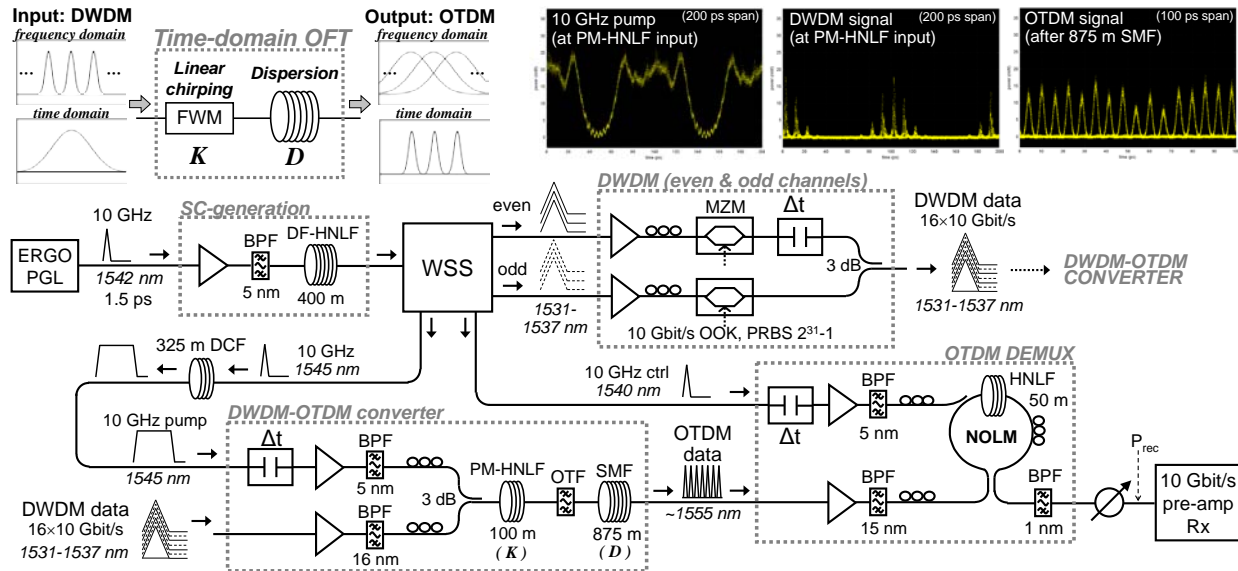 Input: DWDM
frequency domain
...
...
time domain
Time-domain OFT
Linear
chirping
Dispersion
FWM
K
D
Output: OTDM
frequency domain
...
...
time domain
10 GHz pump
(200 ps span)
(at PM-HNLF input)
DWDM signal
(200 ps span)
(at PM-HNLF input)
OTDM signal
(100 ps span)
(after 875 m SMF)
SC-generation
10 GHz
ERGO
PGL
1542 nm
1.5 ps
BPF
5 nm
DF-HNLF
400 m
WSS
even
odd
1531-
1537 nm
DWDM (even & odd channels)
MZM
Δt
3 dB
10 Gbit/s OOK, PRBS 2³¹-1
DWDM data
16×10 Gbit/s
1531-1537 nm
DWDM-OTDM
CONVERTER
325 m DCF
10 GHz
1545 nm
10 GHz pump
1545 nm
DWDM data
16×10 Gbit/s
1531-1537 nm
DWDM-OTDM converter
Δt
BPF
5 nm
3 dB
BPF
16 nm
PM-HNLF
100 m
(K)
OTF
SMF
875 m
(D)
OTDM
data
~1555 nm
10 GHz ctrl
1540 nm
OTDM DEMUX
Δt
BPF
5 nm
HNLF
50 m
NOLM
BPF
15 nm
BPF
1 nm
Prec
10 Gbit/s
pre-amp
Rx